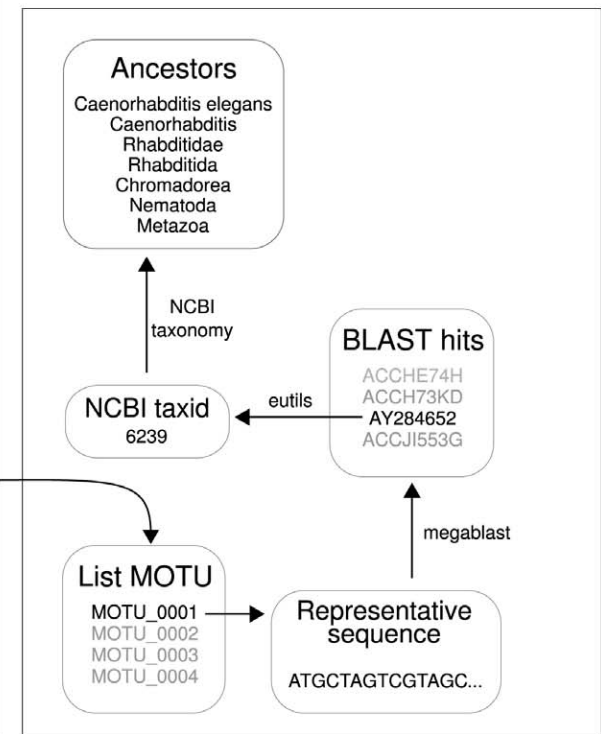 Ancestors
Caenorhabditis elegans
Caenorhabditis
Rhabditidae
Rhabditida
Chromadorea
Nematoda
Metazoa
NCBI
taxonomy
BLAST hits
ACCHE74H
ACCH73KD
AY284652
ACCJI553G
eutils
NCBI taxid
6239
megablast
List MOTU
MOTU_0001
MOTU_0002
MOTU_0003
MOTU_0004
Representative
sequence
ATGCTAGTCGTAGC...